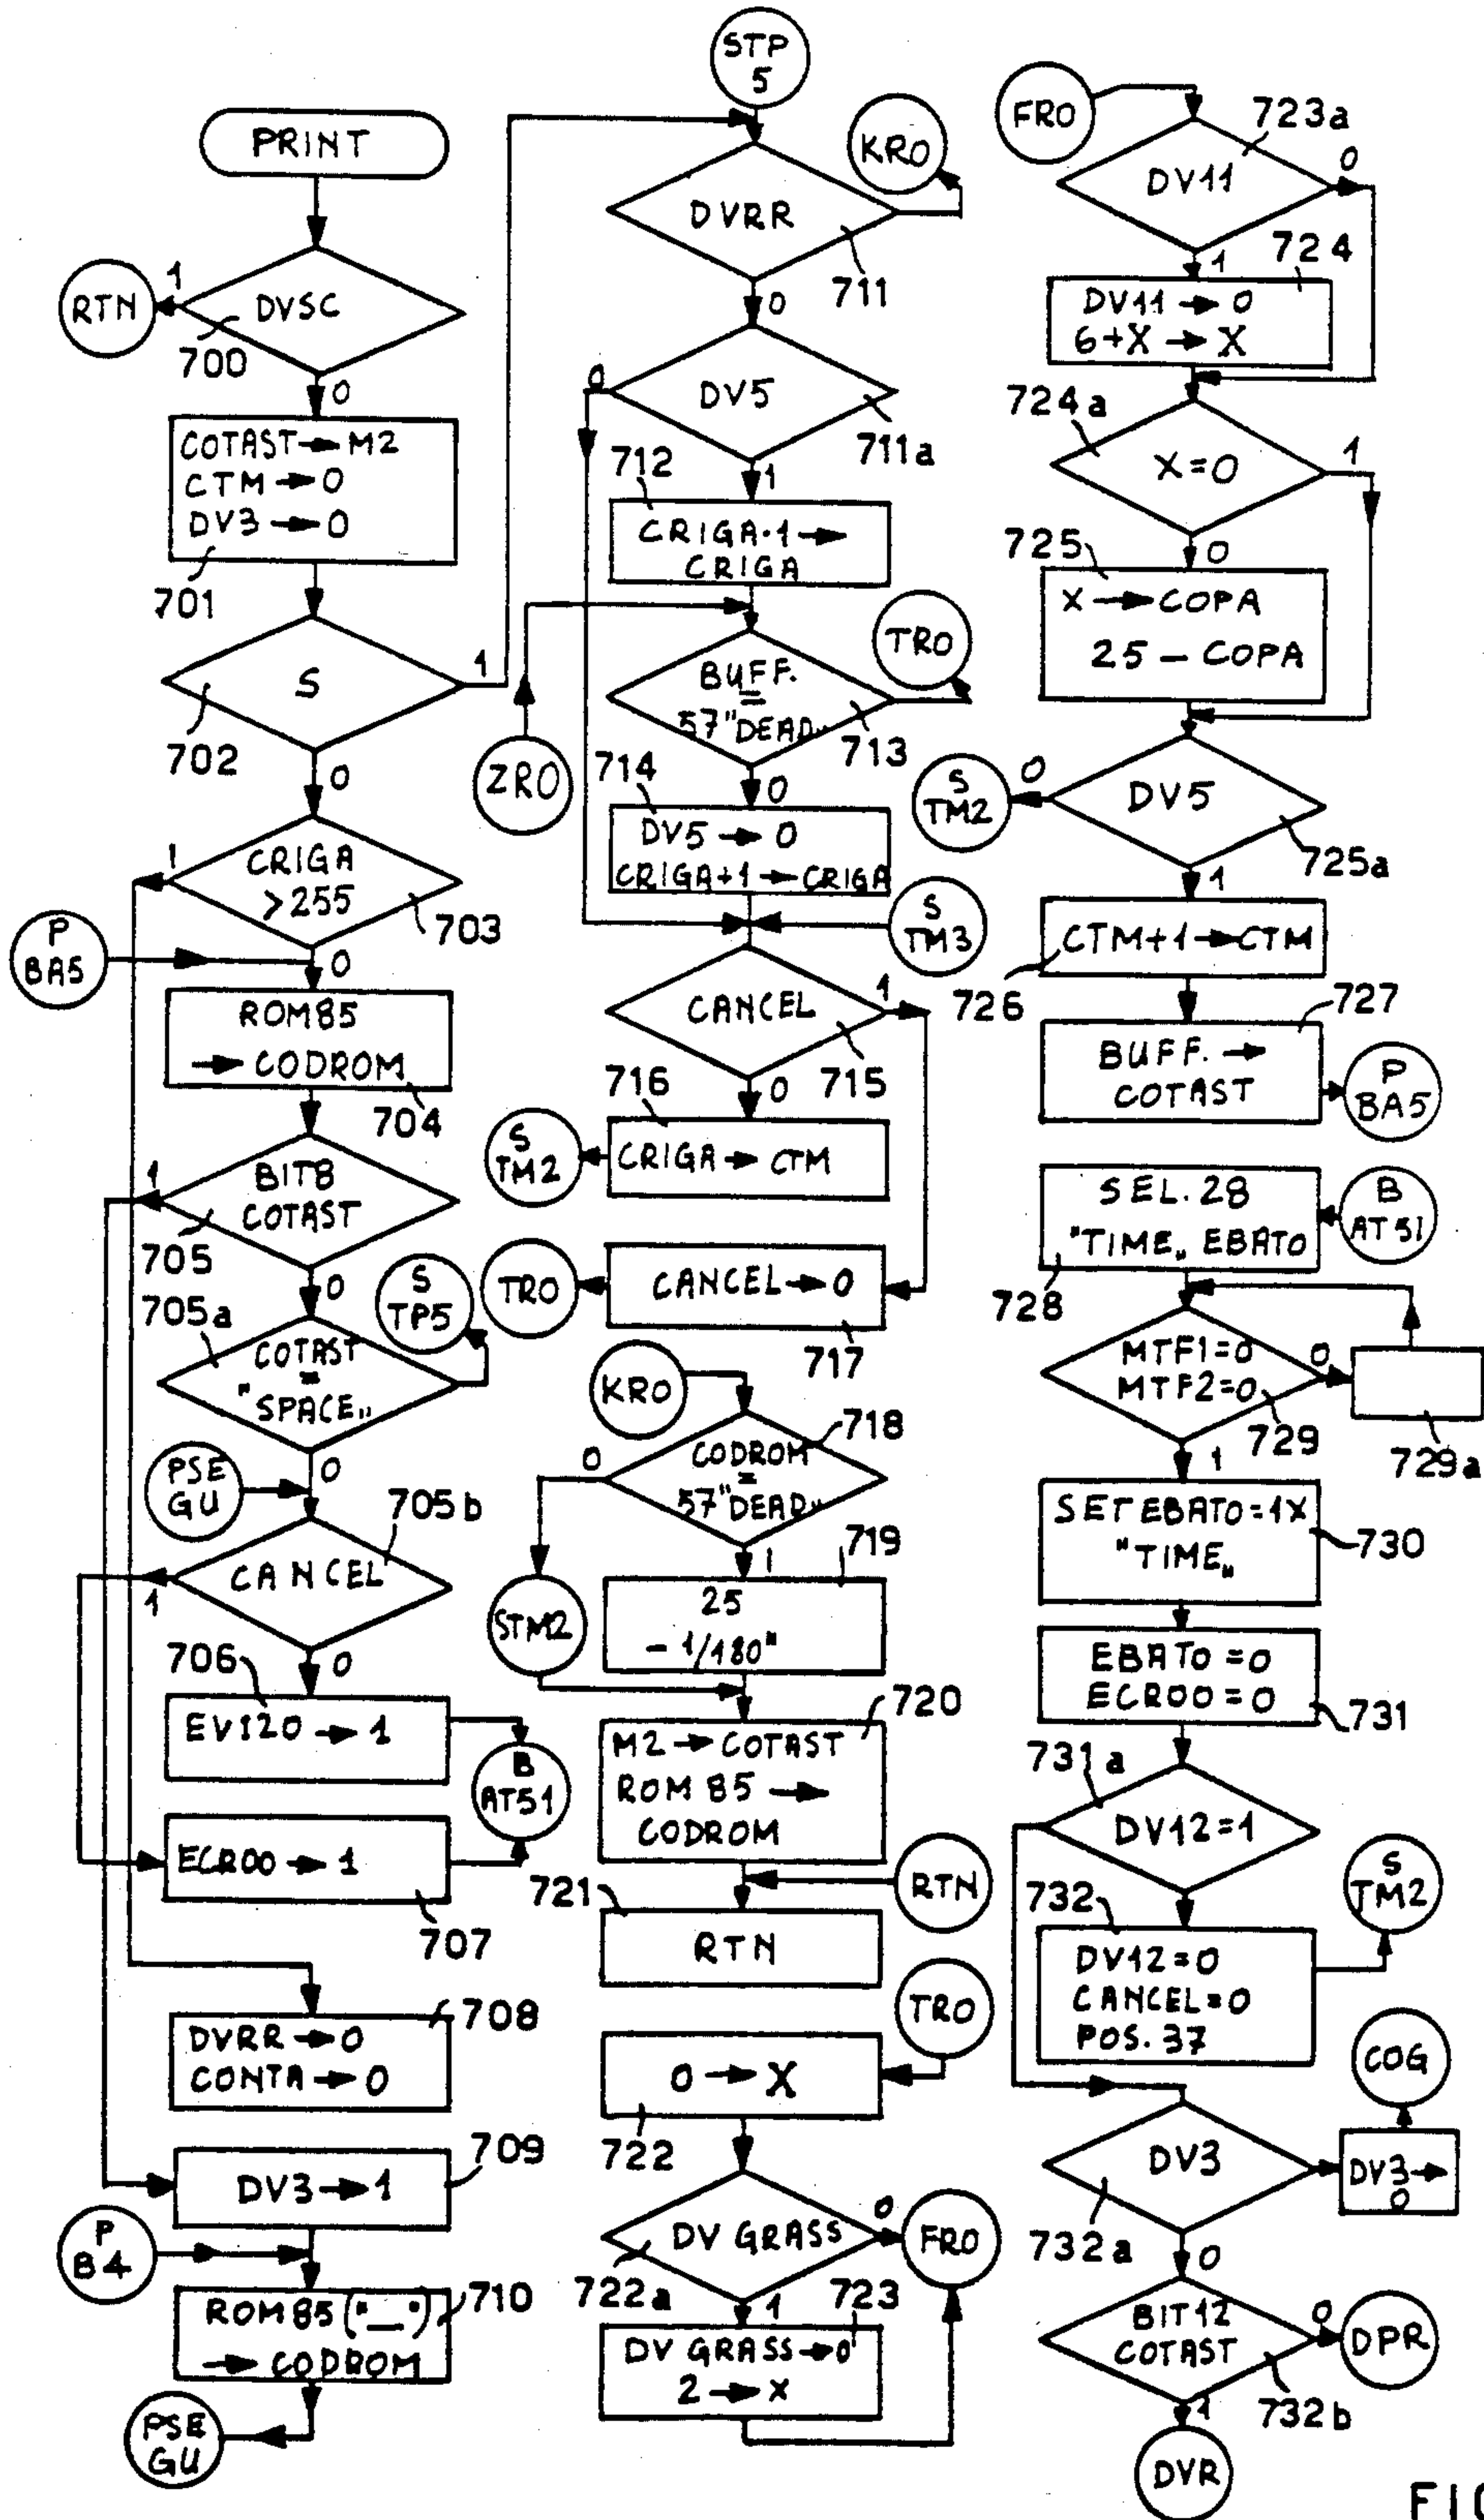 PRINT
RTN
1
DVSC
700
0
COTAST→M2
CTM→0
DV3→0
701
S
1
702
0
CRIGA
>255
1
703
P
BA5
0
ROM85
→CODROM
704
BIT8
COTAST
1
705
0
705a
S
TP5
COTAST
=
"SPACE"
PSE
GU
0
705b
CANCEL
1
706
0
EV120→1
B
AT51
ECR00→1
707
708
DVRR→0
CONTA→0
709
DV3→1
P
B4
ROM85("_")
→CODROM
710
PSE
GU
STP
5
KRO
DVRR
711
0
0
DV5
711a
712
1
CRIGA-1→
CRIGA
TRO
BUFF.
=
57"DEAD"
713
ZRO
714
0
DV5→0
CRIGA+1→CRIGA
S
TM3
CANCEL
1
715
716
0
S
TM2
CRIGA→CTM
TRO
CANCEL→0
717
KRO
718
0
CODROM
=
57"DEAD"
719
1
STM2
25
-1/180"
720
M2→COTAST
ROM85→
CODROM
RTN
721
RTN
TRO
0→X
722
DV GRASS
0
FRO
722a
1
723
DV GRASS→0
2→X
FRO
723a
DV11
0
1
724
DV11→0
6+X→X
724a
X=0
1
725
0
X→COPA
25-COPA
S
TM2
0
DV5
725a
1
CTM+1→CTM
726
727
BUFF.→
COTAST
P
BA5
SEL.28
"TIME" EBATO
B
AT51
728
MTF1=0
MTF2=0
0
729
729a
1
SET EBATO=1X
"TIME"
730
EBATO=0
ECR00=0
731
731a
DV12=1
S
TM2
732
DV12=0
CANCEL=0
POS.37
COG
DV3
DV3→
0
732a
0
BIT12
COTAST
0
DPR
1
732b
DVR
FIG